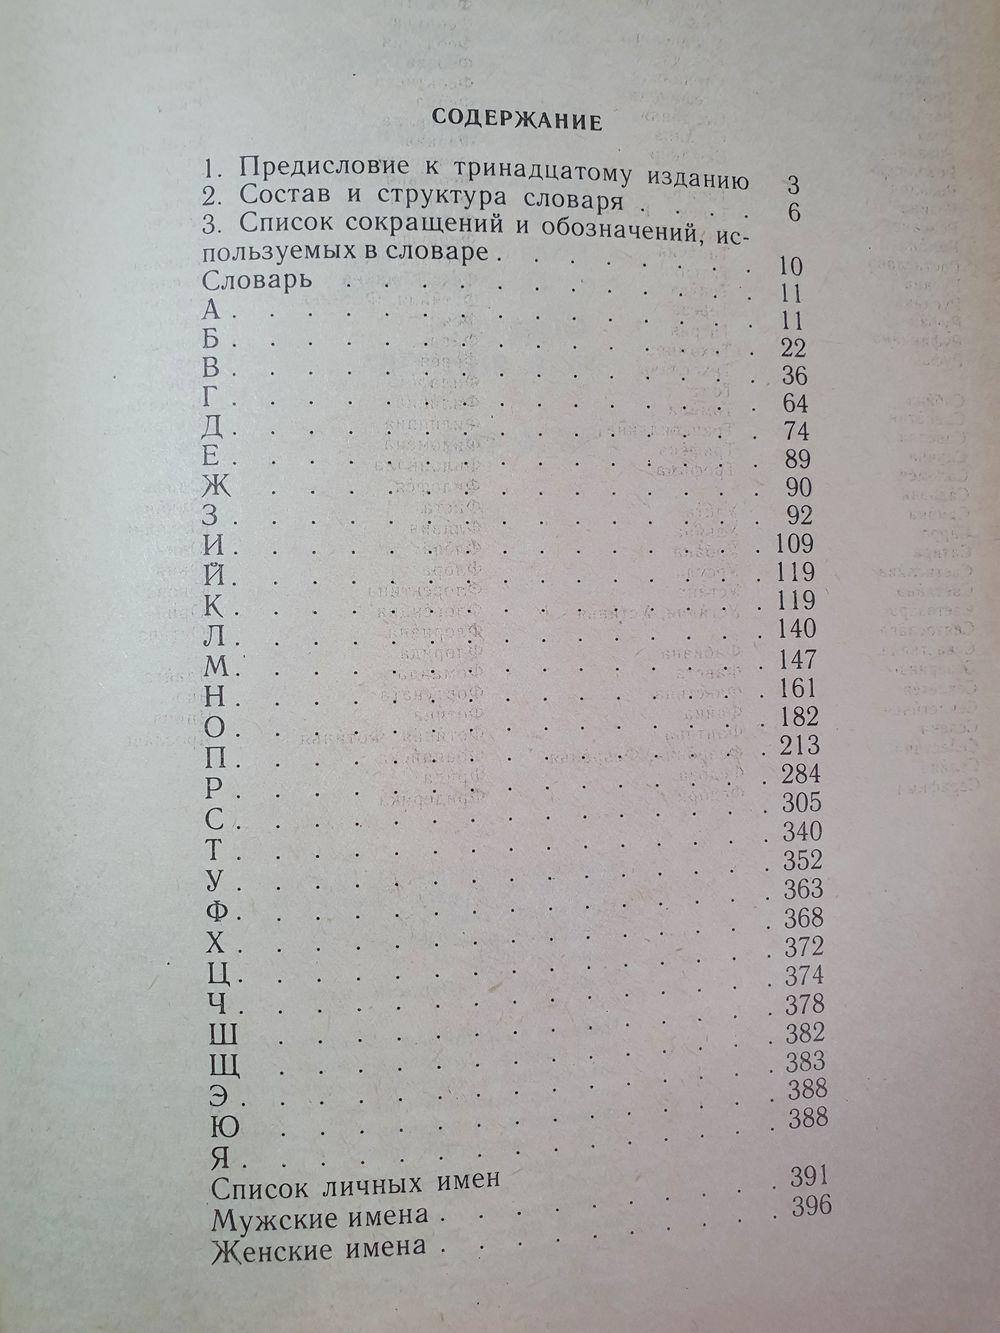 СОДЕРЖАНИЕ
1. Предисловие к тринадцатому изданию 3
2. Состав и структура словаря . . . . 6
3. Список сокращений и обозначений, ис-
пользуемых в словаре . . . . . . . 10
Словарь . . . . . . . . . . 11
А . . . . . . . . . . . . . 11
Б . . . . . . . . . . . . . 22
В . . . . . . . . . . . . . 36
Г . . . . . . . . . . . . . 64
Д . . . . . . . . . . . . . 74
Е . . . . . . . . . . . . . 89
Ж . . . . . . . . . . . . 90
З . . . . . . . . . . . . . 92
И . . . . . . . . . . . . . 109
Й . . . . . . . . . . . . . 119
К . . . . . . . . . . . . . 119
Л . . . . . . . . . . . . . 140
М . . . . . . . . . . . . . 147
Н . . . . . . . . . . . . . 161
О . . . . . . . . . . . . . 182
П . . . . . . . . . . . . . 213
Р . . . . . . . . . . . . . 284
С . . . . . . . . . . . . . 305
Т . . . . . . . . . . . . . 340
У . . . . . . . . . . . . . 352
Ф . . . . . . . . . . . . . 363
Х . . . . . . . . . . . . . 368
Ц . . . . . . . . . . . . . 372
Ч . . . . . . . . . . . . . 374
Ш . . . . . . . . . . . . 378
Щ . . . . . . . . . . . . 382
Э . . . . . . . . . . . . . 383
Ю . . . . . . . . . . . . 388
Я . . . . . . . . . . . . . 388
Список личных имен
Мужские имена . . . . . . . . 391
Женские имена . . . . . . . . 396